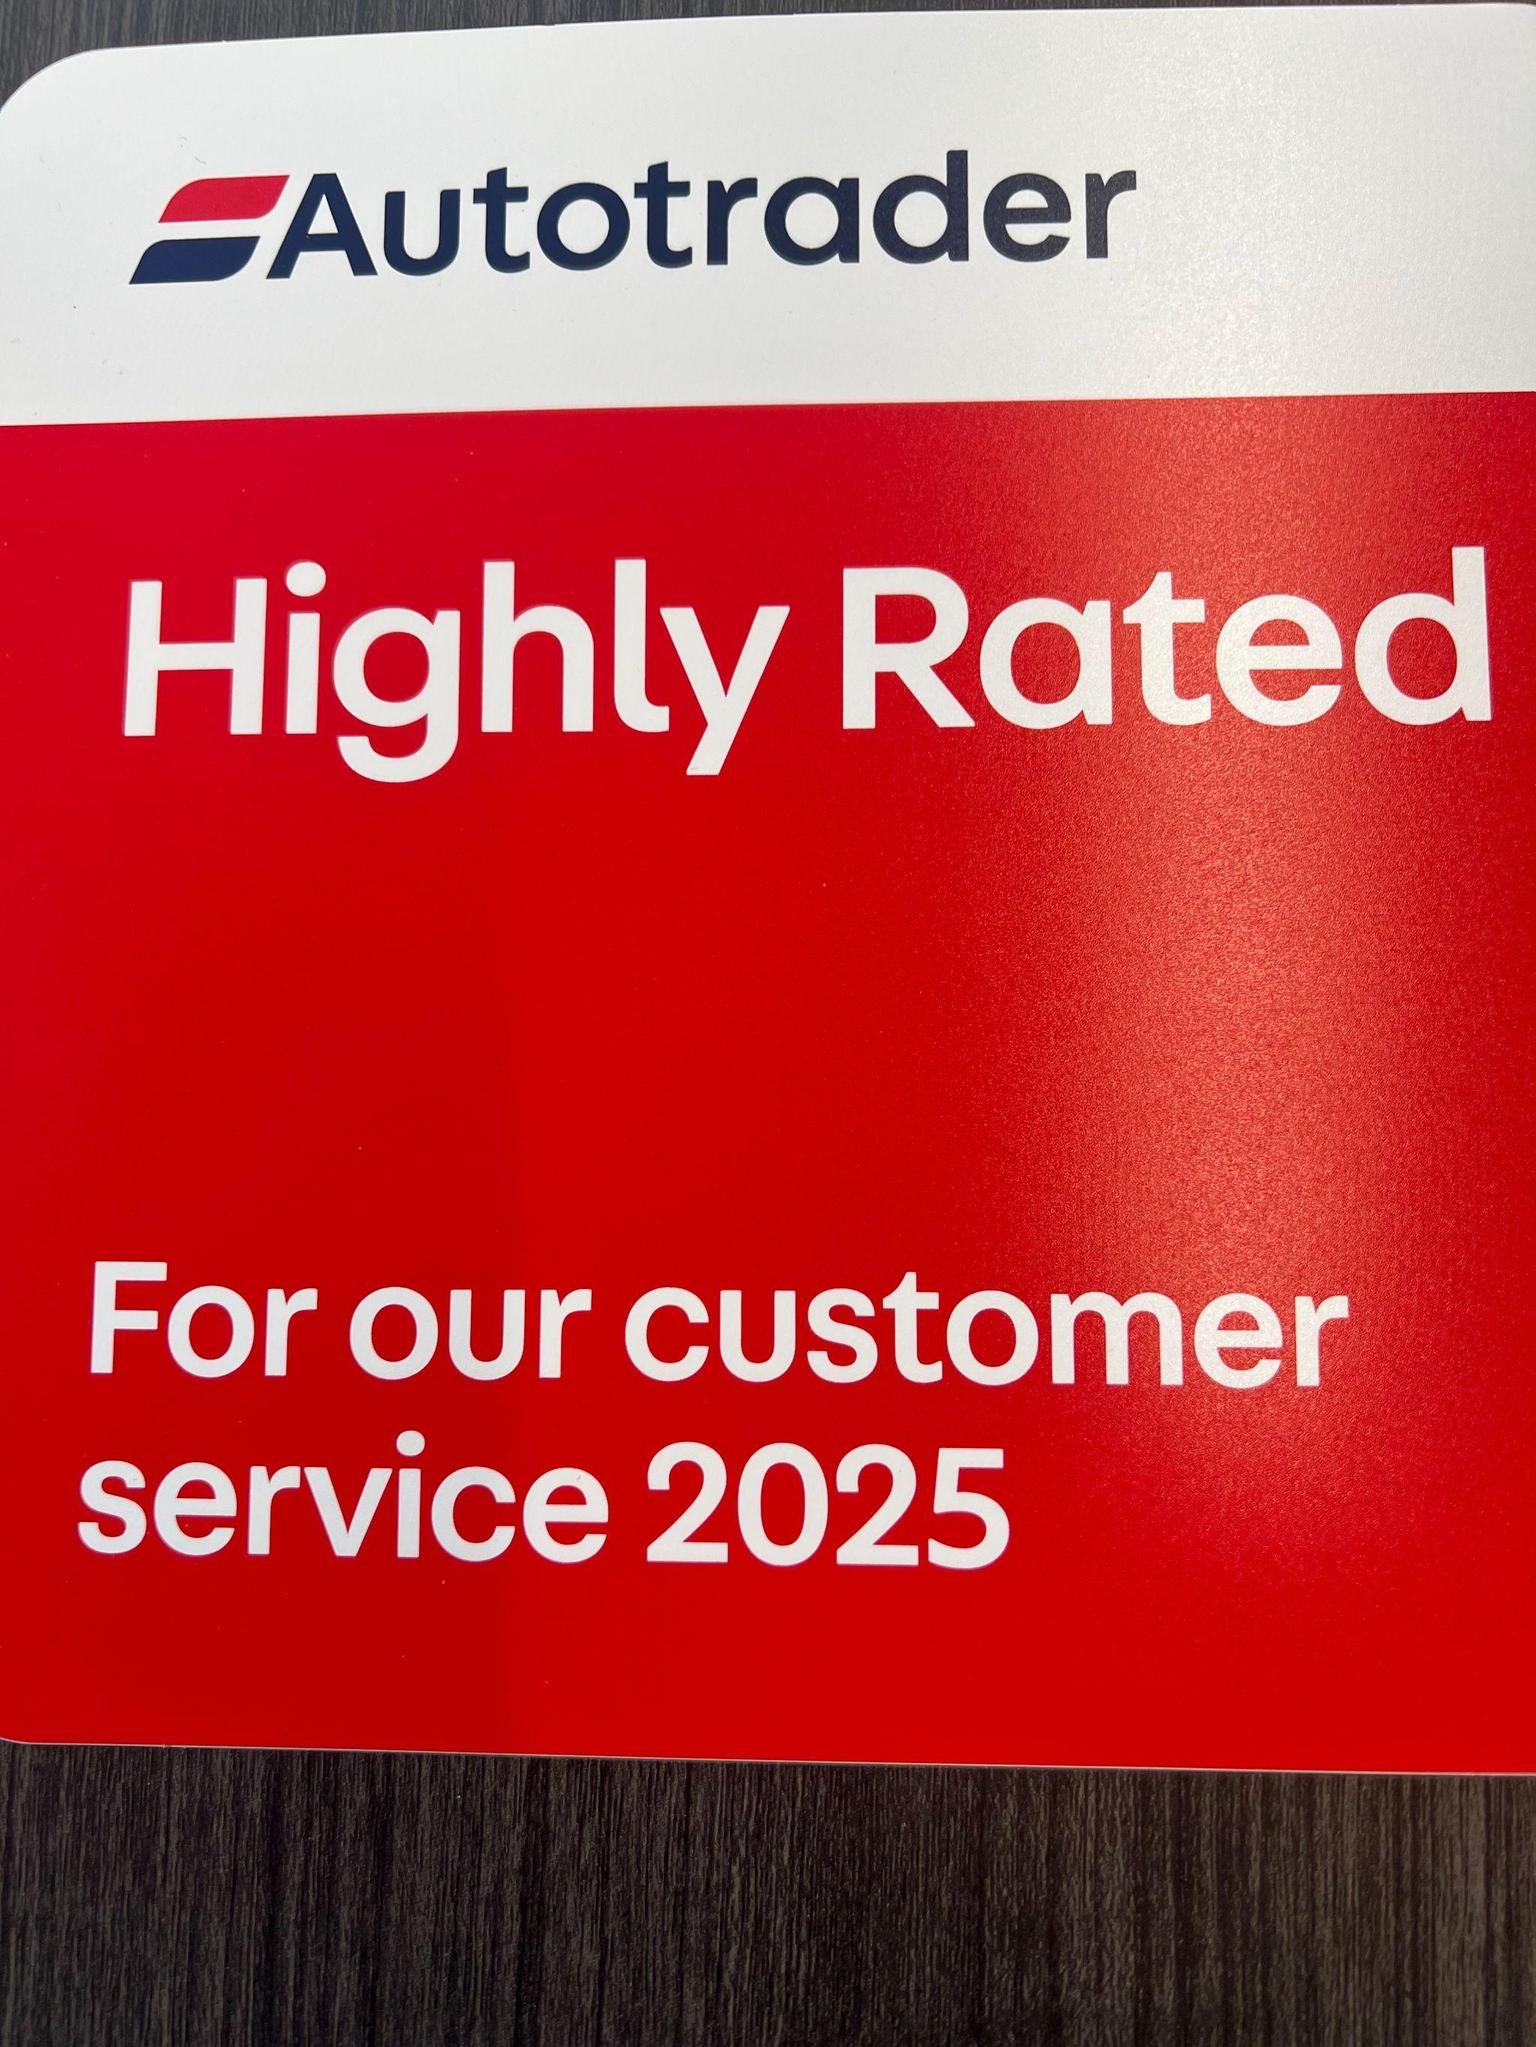 Autotrader
Highly Rated
For our customer
service 2025